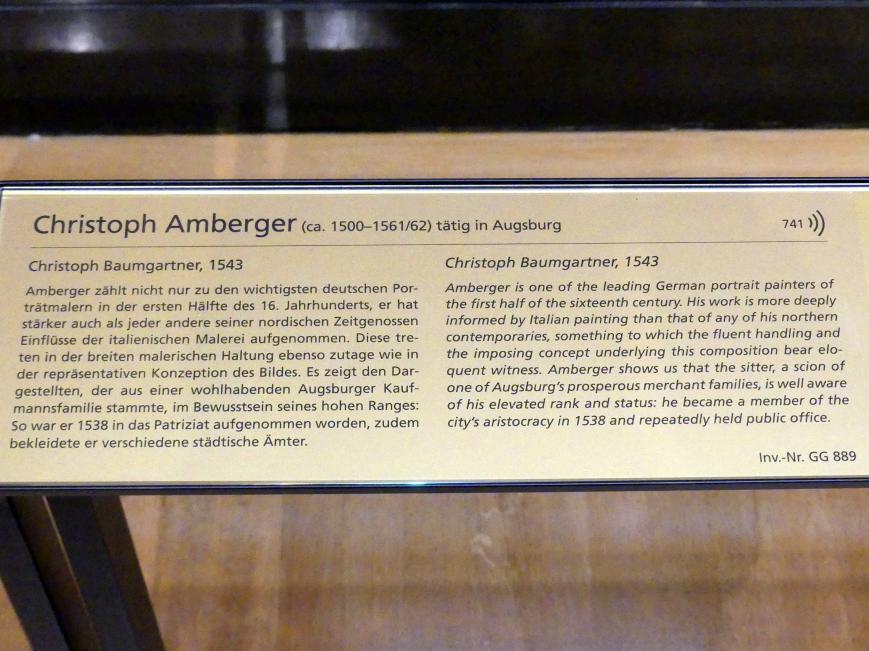 Christoph Amberger (ca. 1500–1561/62) tätig in Augsburg
741
Christoph Baumgartner, 1543
Amberger zählt nicht nur zu den wichtigsten deutschen Por-
trätmalern in der ersten Hälfte des 16. Jahrhunderts, er hat
stärker auch als jeder andere seiner nordischen Zeitgenossen
Einflüsse der italienischen Malerei aufgenommen. Diese tre-
ten in der breiten malerischen Haltung ebenso zutage wie in
der repräsentativen Konzeption des Bildes. Es zeigt den Dar-
gestellten, der aus einer wohlhabenden Augsburger Kauf-
mannsfamilie stammte, im Bewusstsein seines hohen Ranges:
So war er 1538 in das Patriziat aufgenommen worden, zudem
bekleidete er verschiedene städtische Ämter.
Christoph Baumgartner, 1543
Amberger is one of the leading German portrait painters of
the first half of the sixteenth century. His work is more deeply
informed by Italian painting than that of any of his northern
contemporaries, something to which the fluent handling and
the imposing concept underlying this composition bear elo-
quent witness. Amberger shows us that the sitter, a scion of
one of Augsburg's prosperous merchant families, is well aware
of his elevated rank and status: he became a member of the
city's aristocracy in 1538 and repeatedly held public office.
Inv.-Nr. GG 889